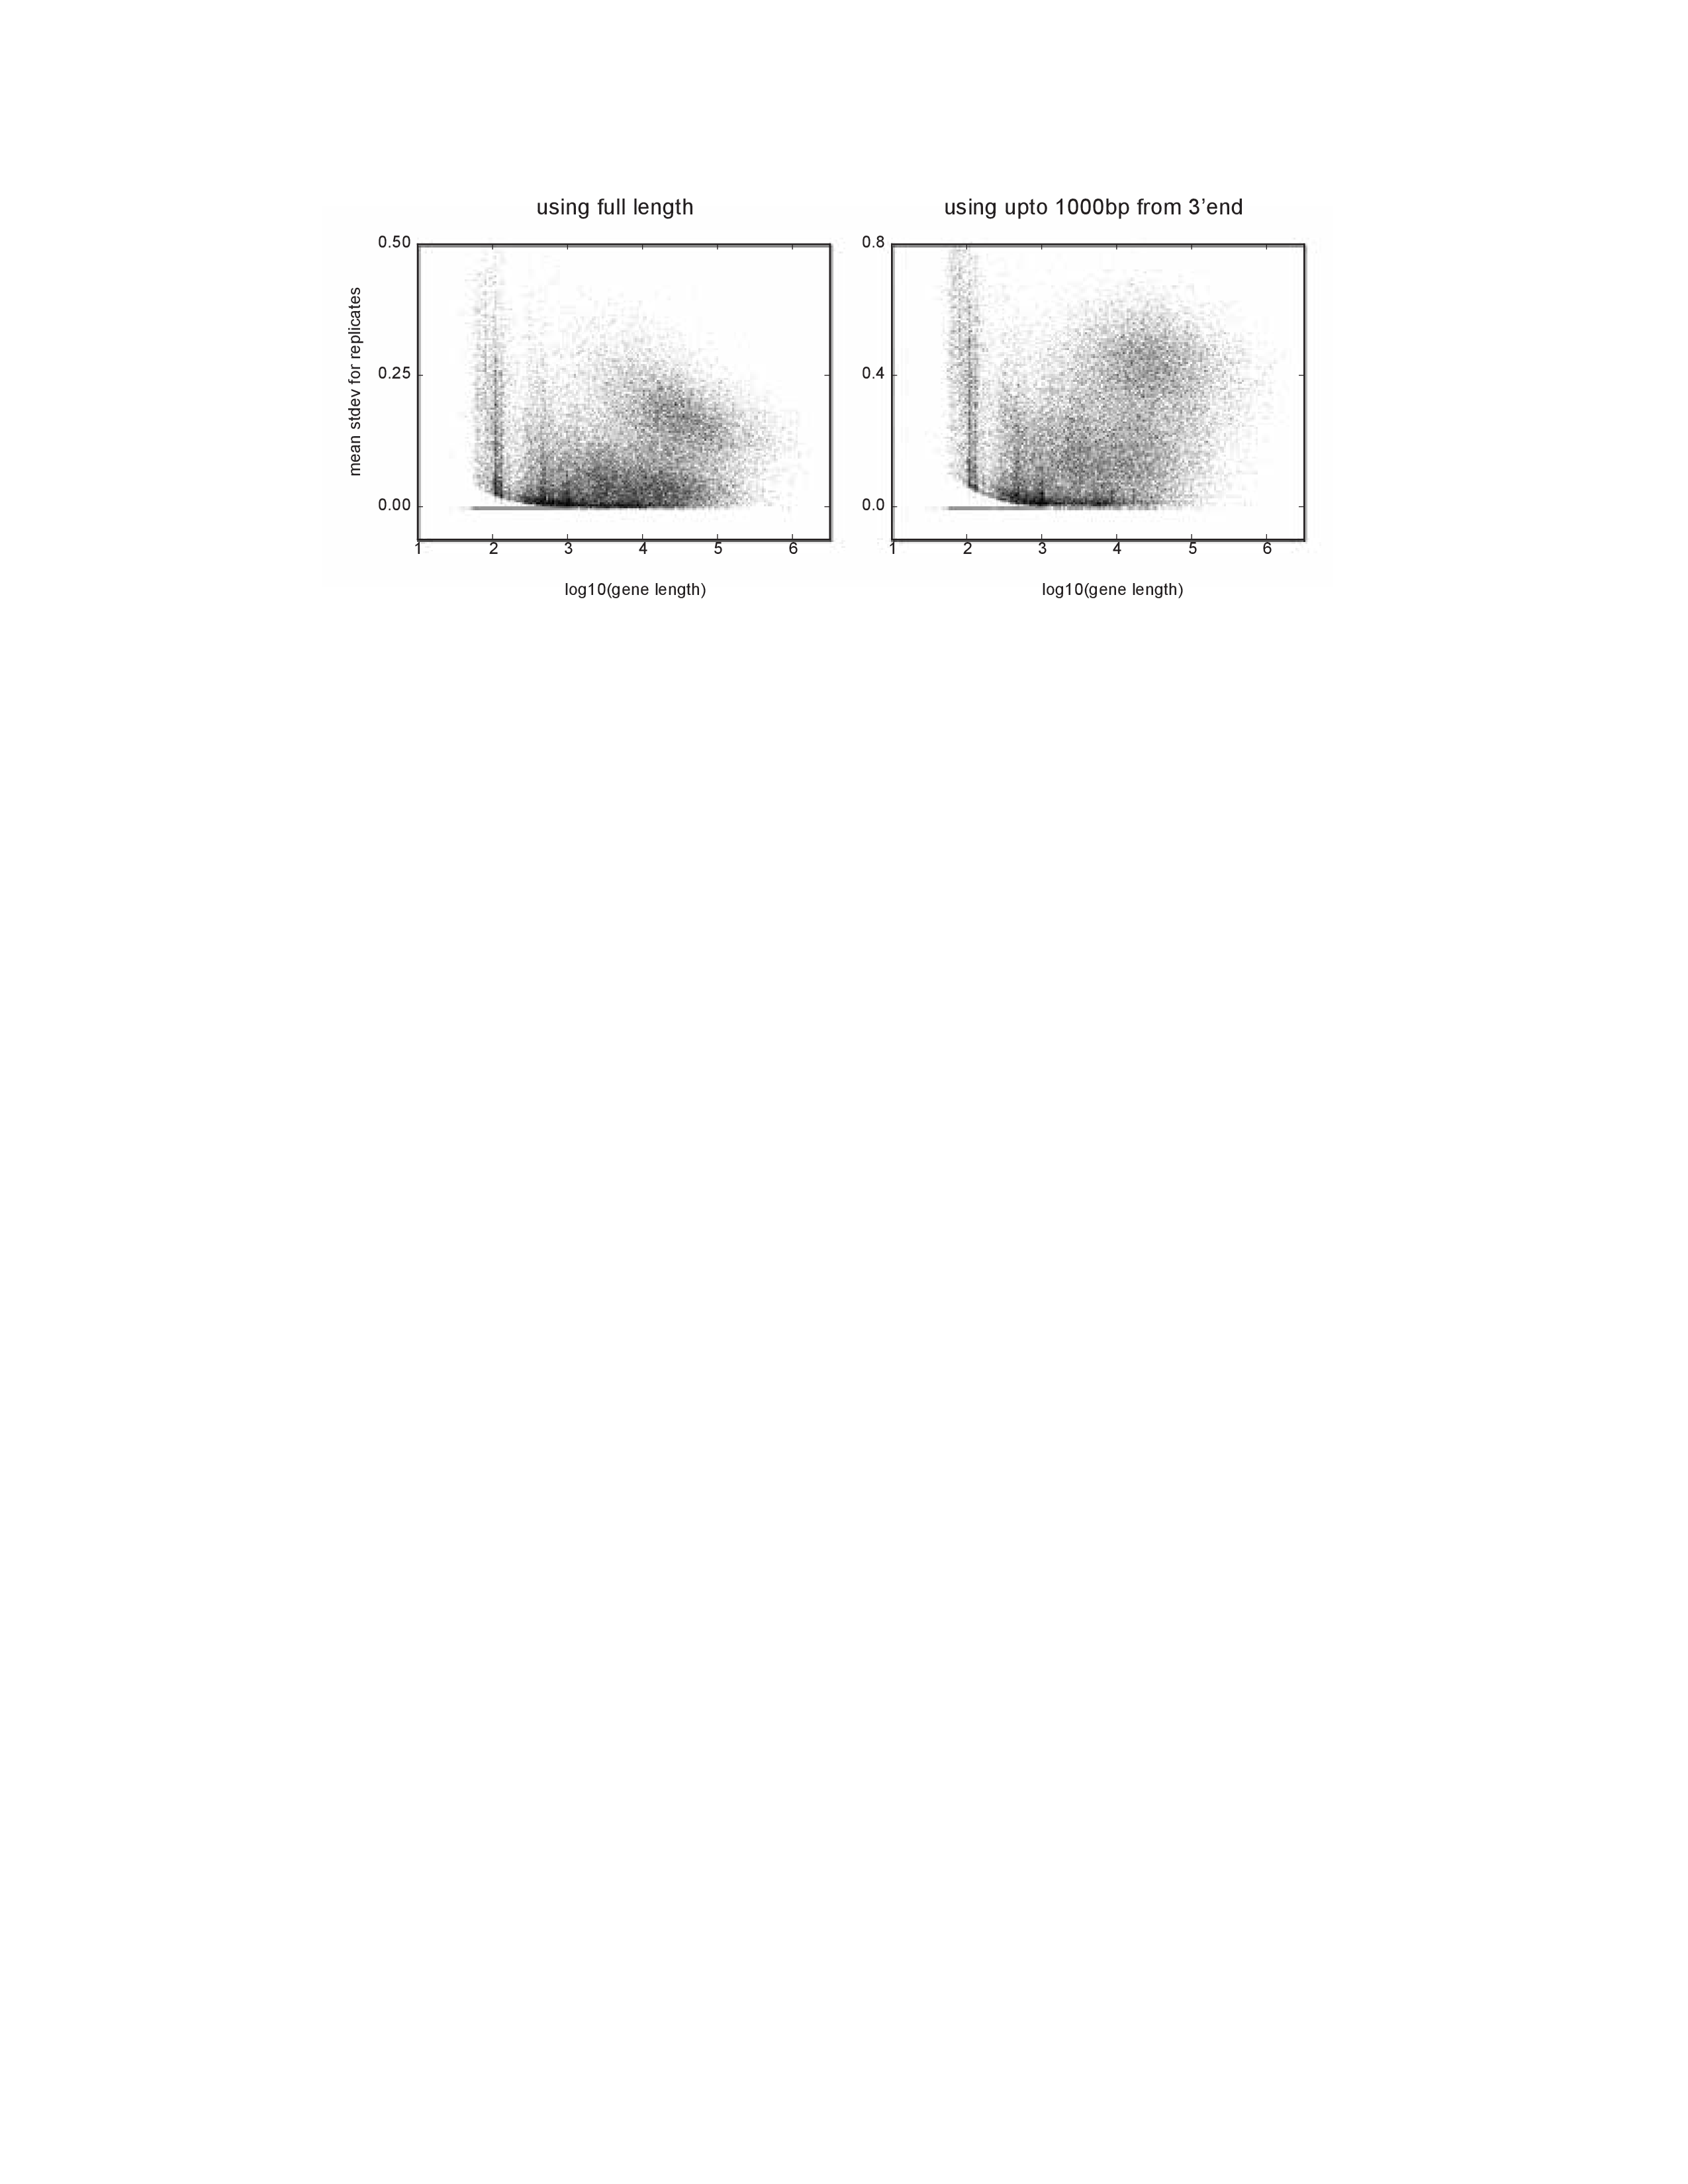 using full length
using upto 1000bp from 3’end
0.50
0.25
0.00
mean stdev for replicates
1 2 3 4 5 6
log10(gene length)
0.8
0.4
0.0
1 2 3 4 5 6
log10(gene length)